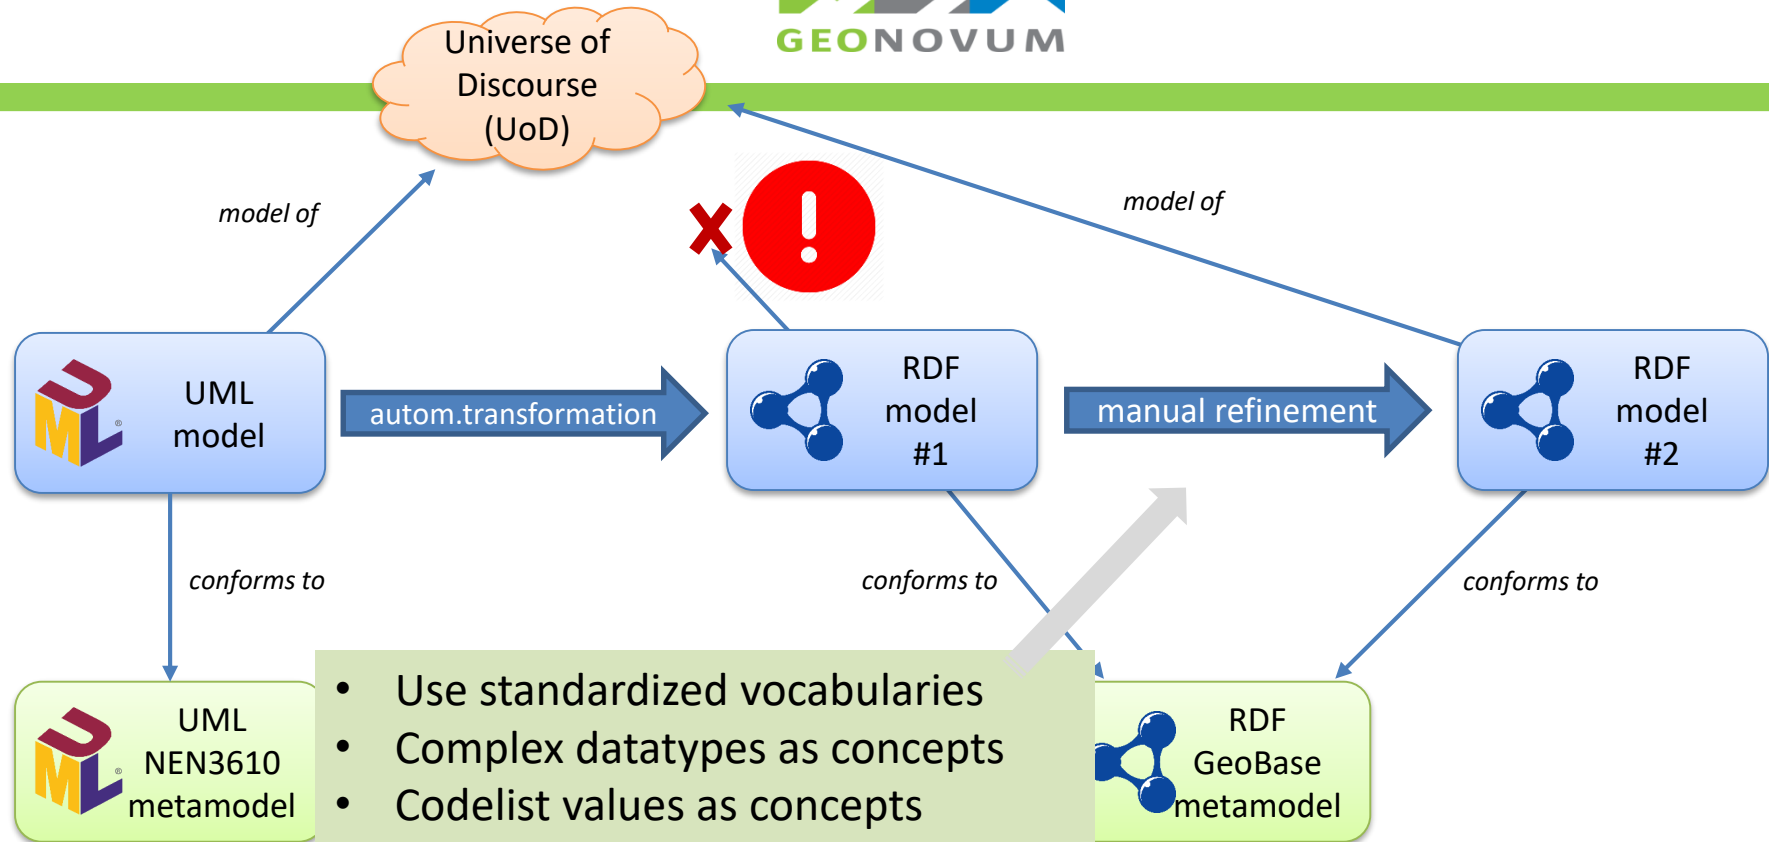 GEONOVUM
Universe of
Discourse
(UoD)
model of
model of
UML
model
UML
®
autom.transformation
RDF
model
#1
manual refinement
RDF
model
#2
conforms to
conforms to
conforms to
UML
®
UML
NEN3610
metamodel
• Use standardized vocabularies
• Complex datatypes as concepts
• Codelist values as concepts
RDF
GeoBase
metamodel